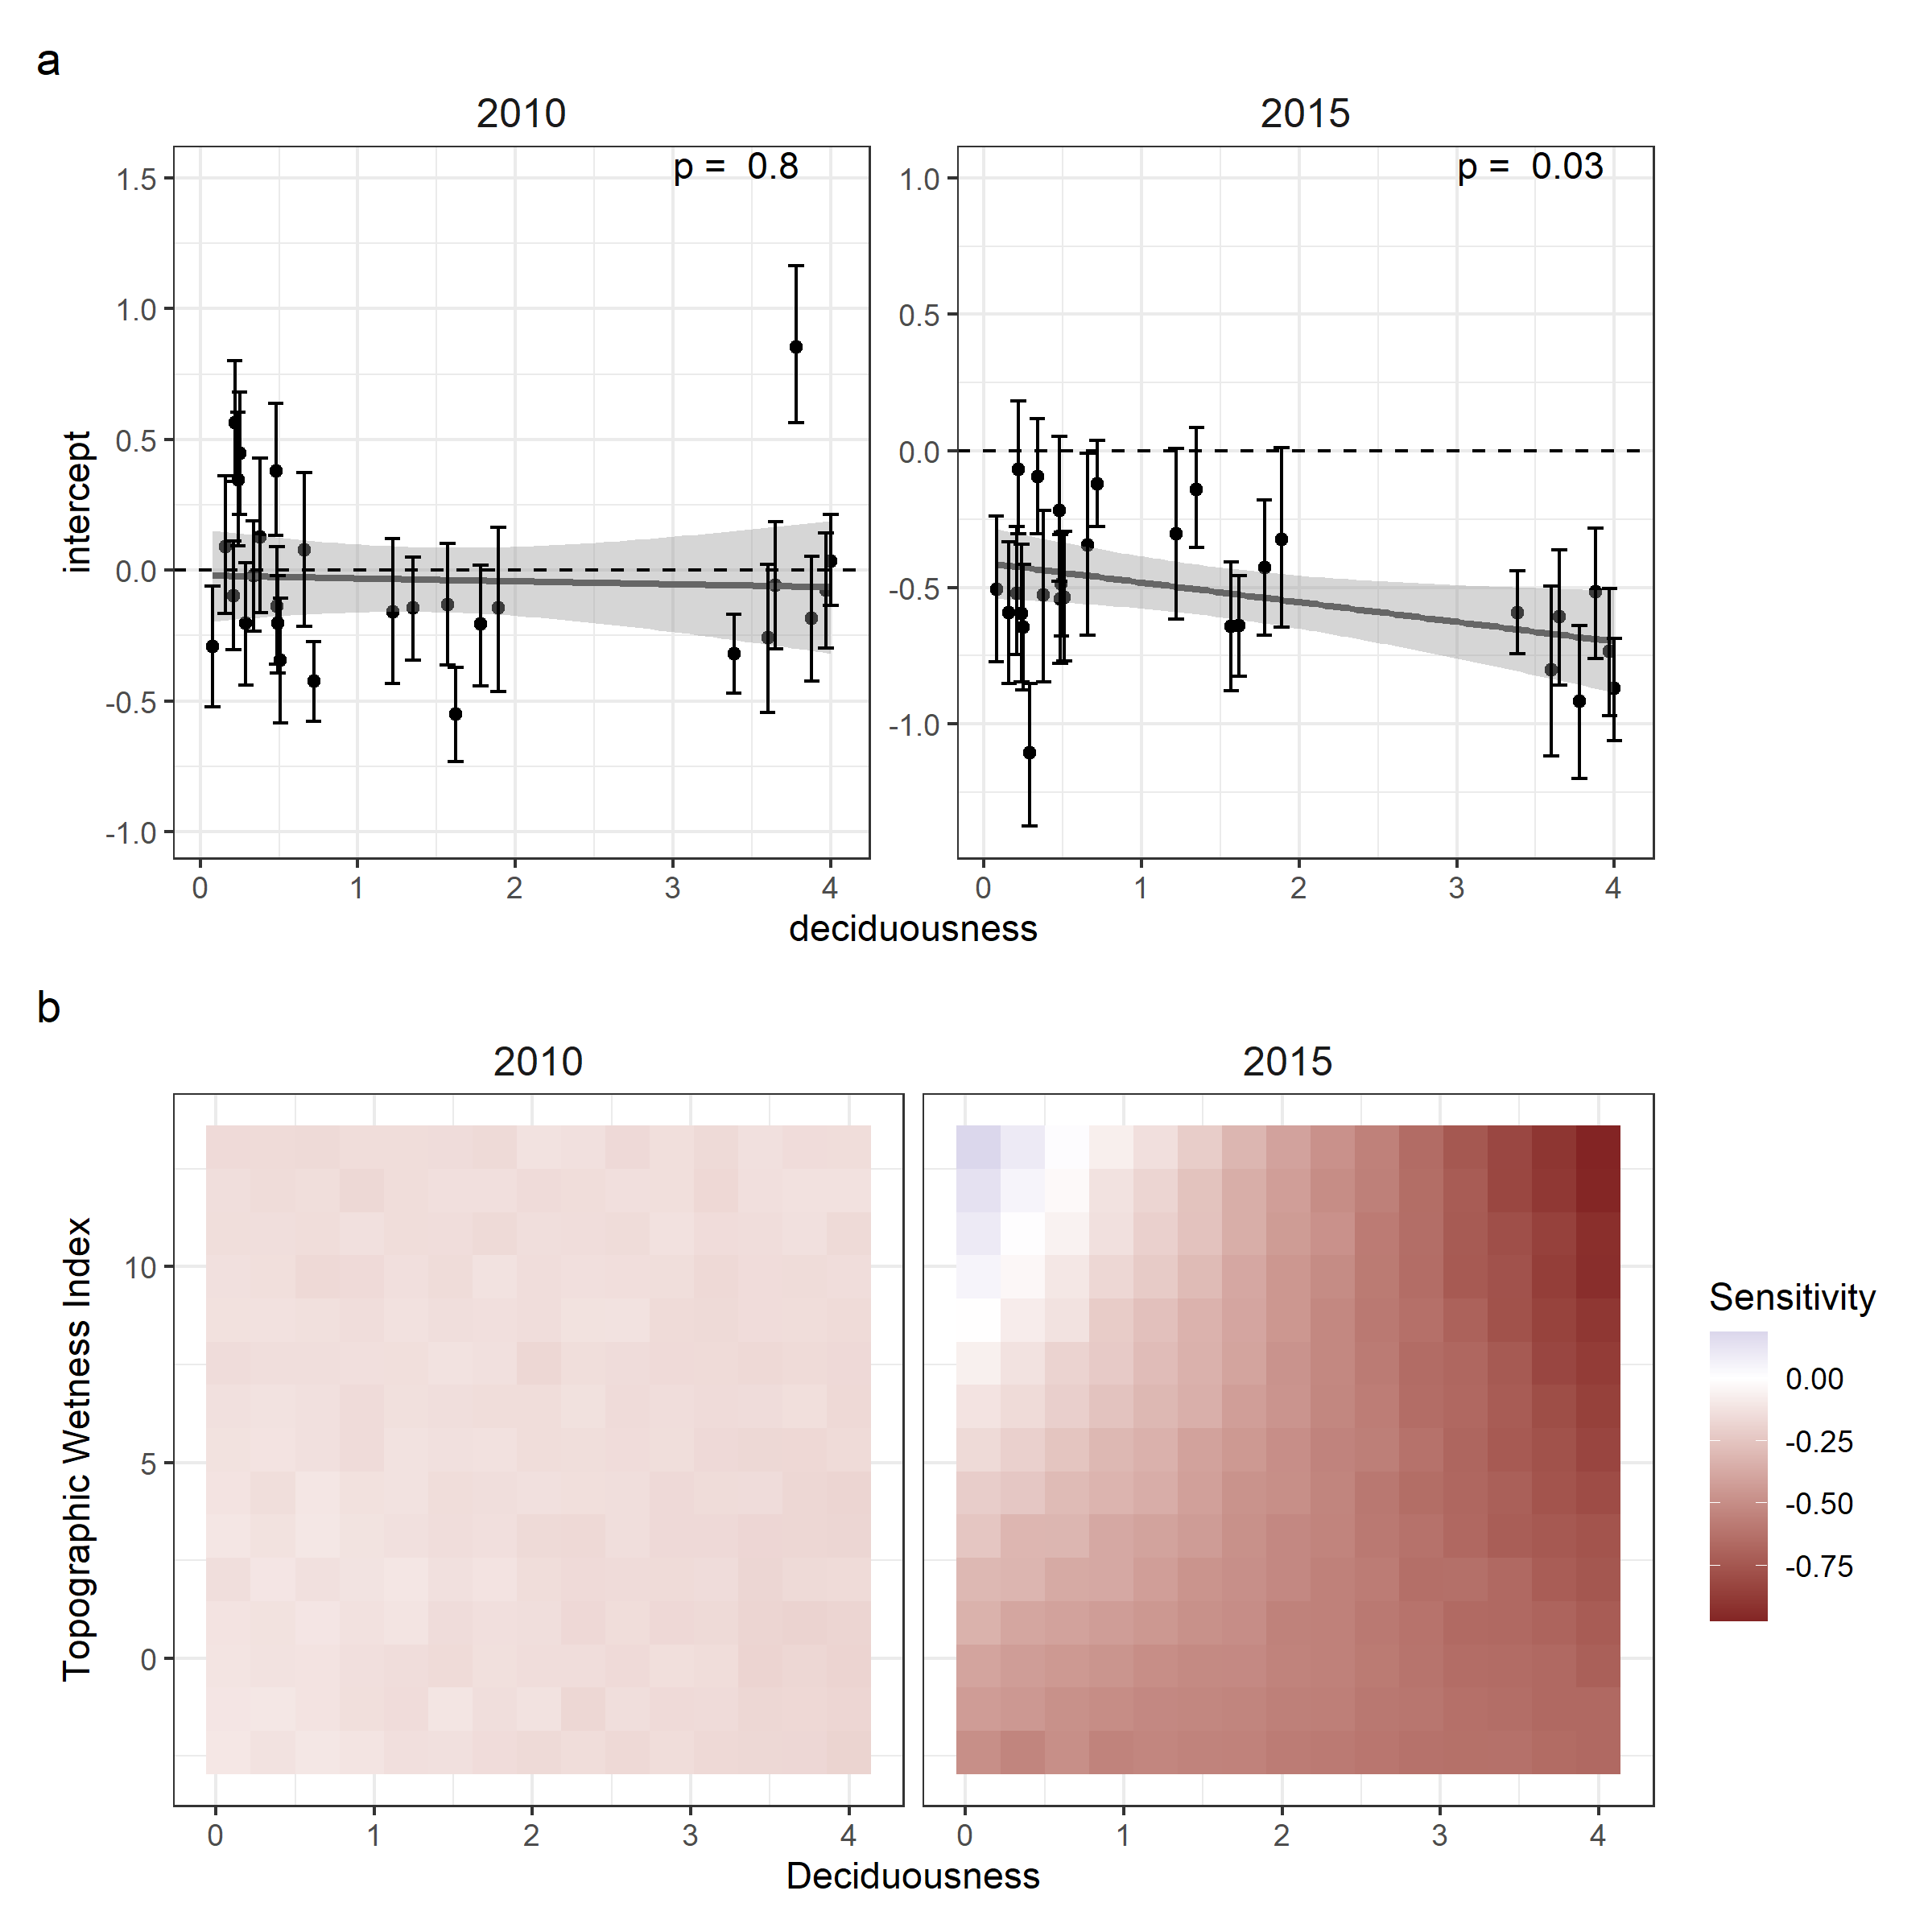 a
2010
2015
p =  0.8
p =  0.03
1.5
1.0
0.5
0.0
-0.5
-1.0
intercept
1.0
0.5
0.0
-0.5
-1.0
0 1 2 3 4
0 1 2 3 4
deciduousness
b
2010
2015
10
5
0
Topographic Wetness Index
Sensitivity
0.00
-0.25
-0.50
-0.75
0 1 2 3 4
0 1 2 3 4
Deciduousness